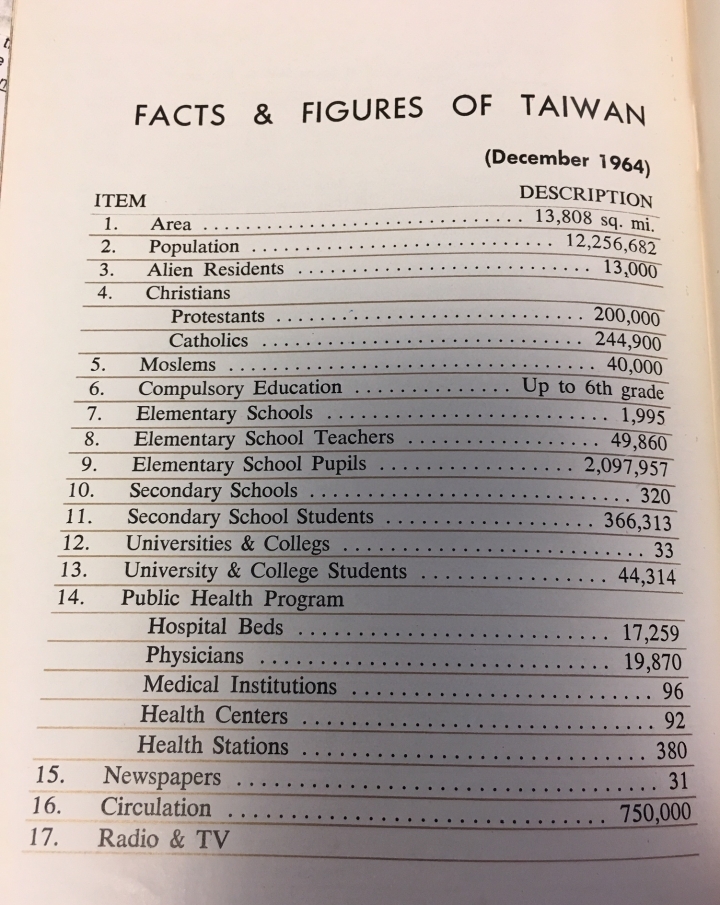 FACTS & FIGURES OF TAIWAN
(December 1964)
ITEM DESCRIPTION
1. Area ............................... 13,808 sq. mi.
2. Population ............................ 12,256,682
3. Alien Residents ........................... 13,000
4. Christians
Protestants ............................ 200,000
Catholics .............................. 244,900
5. Moslems .................................. 40,000
6. Compulsory Education .............. Up to 6th grade
7. Elementary Schools ......................... 1,995
8. Elementary School Teachers ................. 49,860
9. Elementary School Pupils ................ 2,097,957
10. Secondary Schools ............................ 320
11. Secondary School Students ................. 366,313
12. Universities & Collegs ......................... 33
13. University & College Students ............... 44,314
14. Public Health Program
Hospital Beds ............................ 17,259
Physicians ............................... 19,870
Medical Institutions ......................... 96
Health Centers ............................... 92
Health Stations ............................. 380
15. Newspapers ..................................... 31
16. Circulation ............................... 750,000
17. Radio & TV